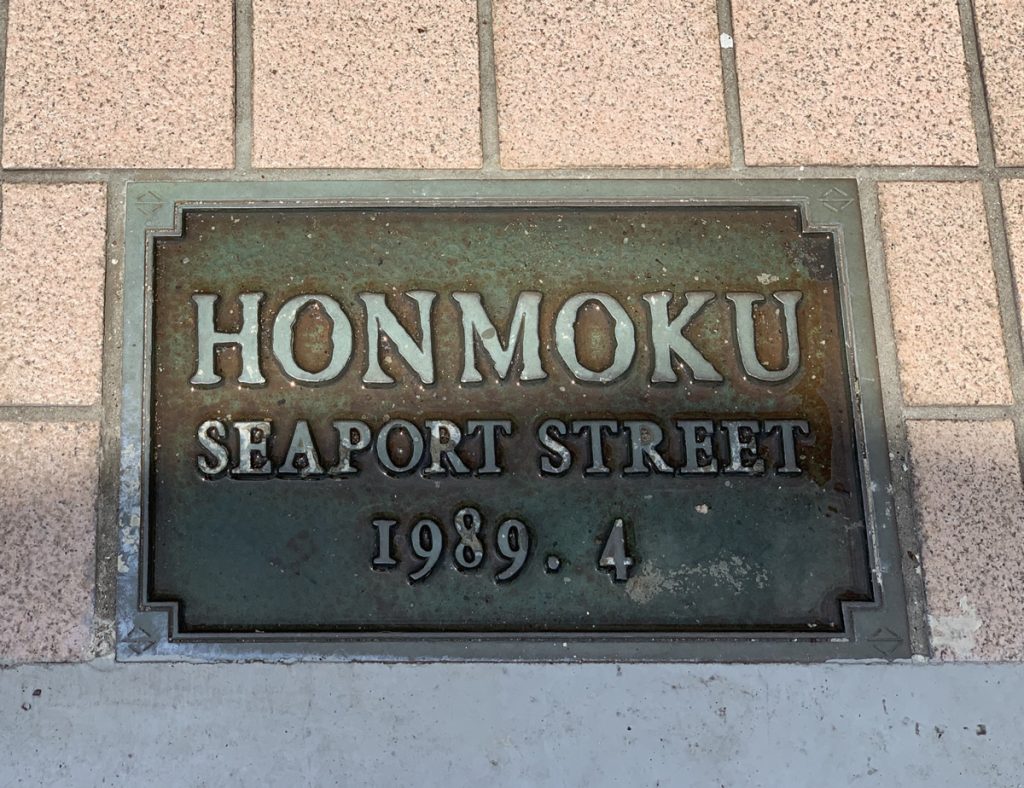 HONMOKU
SEAPORT STREET
1989. 4